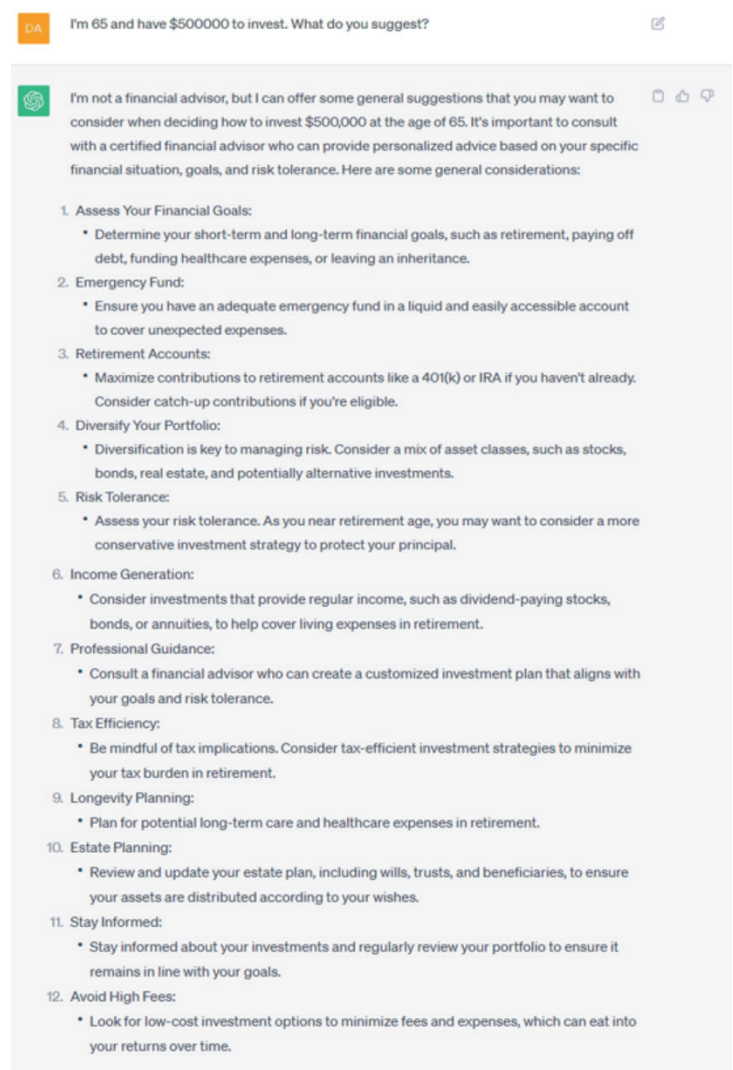 DA
I'm 65 and have $500000 to invest. What do you suggest?
I'm not a financial advisor, but I can offer some general suggestions that you may want to
consider when deciding how to invest $500,000 at the age of 65. It's important to consult
with a certified financial advisor who can provide personalized advice based on your specific
financial situation, goals, and risk tolerance. Here are some general considerations:
1. Assess Your Financial Goals:
• Determine your short-term and long-term financial goals, such as retirement, paying off
debt, funding healthcare expenses, or leaving an inheritance.
2. Emergency Fund:
• Ensure you have an adequate emergency fund in a liquid and easily accessible account
to cover unexpected expenses.
3. Retirement Accounts:
• Maximize contributions to retirement accounts like a 401(k) or IRA if you haven't already.
Consider catch-up contributions if you're eligible.
4. Diversify Your Portfolio:
• Diversification is key to managing risk. Consider a mix of asset classes, such as stocks,
bonds, real estate, and potentially alternative investments.
5. Risk Tolerance:
• Assess your risk tolerance. As you near retirement age, you may want to consider a more
conservative investment strategy to protect your principal.
6. Income Generation:
• Consider investments that provide regular income, such as dividend-paying stocks,
bonds, or annuities, to help cover living expenses in retirement.
7. Professional Guidance:
• Consult a financial advisor who can create a customized investment plan that aligns with
your goals and risk tolerance.
8. Tax Efficiency:
• Be mindful of tax implications. Consider tax-efficient investment strategies to minimize
your tax burden in retirement.
9. Longevity Planning:
• Plan for potential long-term care and healthcare expenses in retirement.
10. Estate Planning:
• Review and update your estate plan, including wills, trusts, and beneficiaries, to ensure
your assets are distributed according to your wishes.
11. Stay Informed:
• Stay informed about your investments and regularly review your portfolio to ensure it
remains in line with your goals.
12. Avoid High Fees:
• Look for low-cost investment options to minimize fees and expenses, which can eat into
your returns over time.